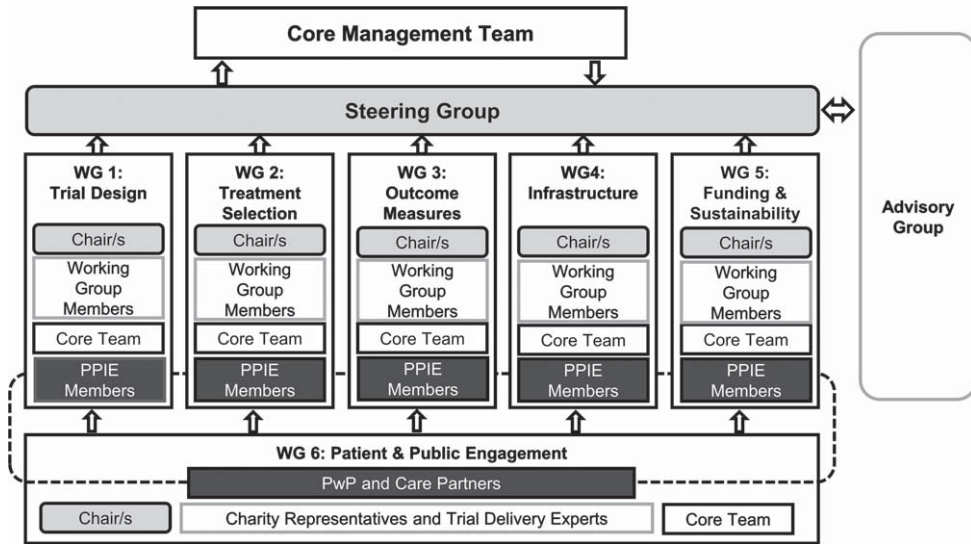 Core Management Team
Steering Group
Advisory
Group
WG 1:
Trial Design
Chair/s
Working
Group
Members
Core Team
PPIE
Members
WG 2:
Treatment
Selection
Chair/s
Working
Group
Members
Core Team
PPIE
Members
WG 3:
Outcome
Measures
Chair/s
Working
Group
Members
Core Team
PPIE
Members
WG4:
Infrastructure
Chair/s
Working
Group
Members
Core Team
PPIE
Members
WG 5:
Funding &
Sustainability
Chair/s
Working
Group
Members
Core Team
PPIE
Members
WG 6: Patient & Public Engagement
PwP and Care Partners
Chair/s
Charity Representatives and Trial Delivery Experts
Core Team